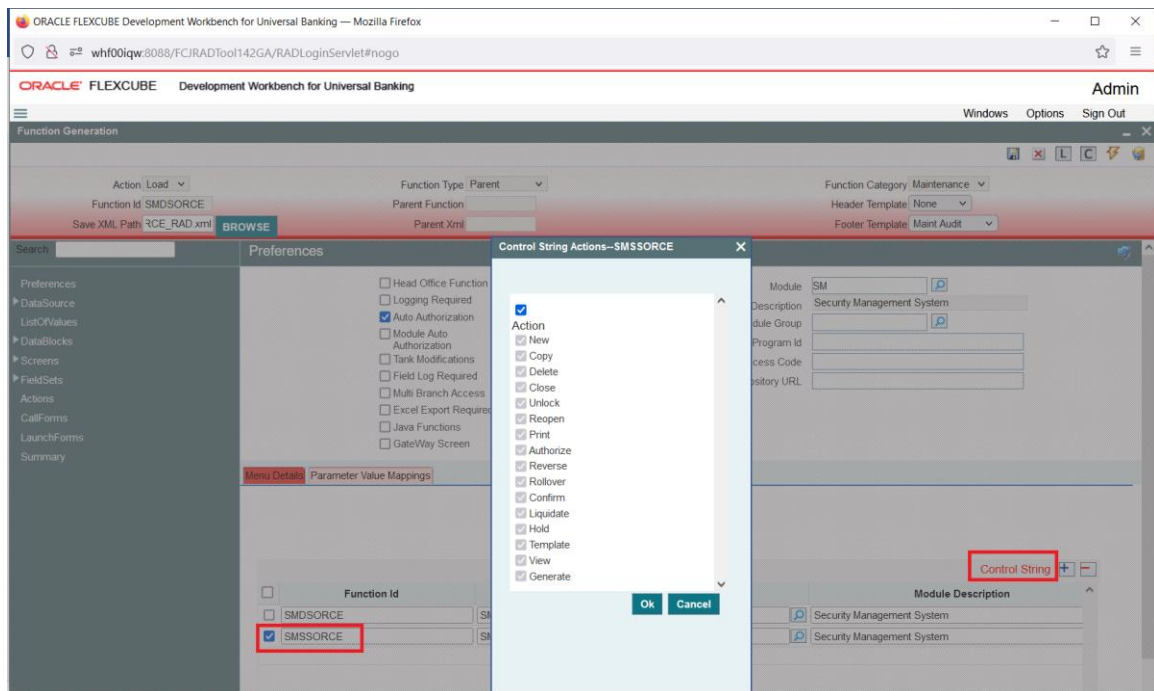 ORACLE FLEXCUBE Development Workbench for Universal Banking — Mozilla Firefox
whf00iqw:8088/FCJRADTool142GA/RADLoginServlet#nogo
ORACLE FLEXCUBE Development Workbench for Universal Banking Admin
Windows Options Sign Out
Function Generation
L C
Action Load Function Type Parent Function Category Maintenance
Function Id SMDSORCE Parent Function Header Template None
Save XML Path RCE_RAD.xml BROWSE Parent Xml Footer Template Maint Audit
Search
Preferences
DataSource
ListOfValues
DataBlocks
Screens
FieldSets
Actions
CallForms
LaunchForms
Summary
Preferences
Head Office Function
Logging Required
Auto Authorization
Module Auto
Authorization
Tank Modifications
Field Log Required
Multi Branch Access
Excel Export Required
Java Functions
GateWay Screen
Module SM
Description Security Management System
dule Group
Program Id
cess Code
ository URL
Control String Actions--SMSSORCE
Action
New
Copy
Delete
Close
Unlock
Reopen
Print
Authorize
Reverse
Rollover
Confirm
Liquidate
Hold
Template
View
Generate
Ok Cancel
Menu Details Parameter Value Mappings
Control String
Function Id Module Description
SMDSORCE SM Security Management System
SMSSORCE SM Security Management System